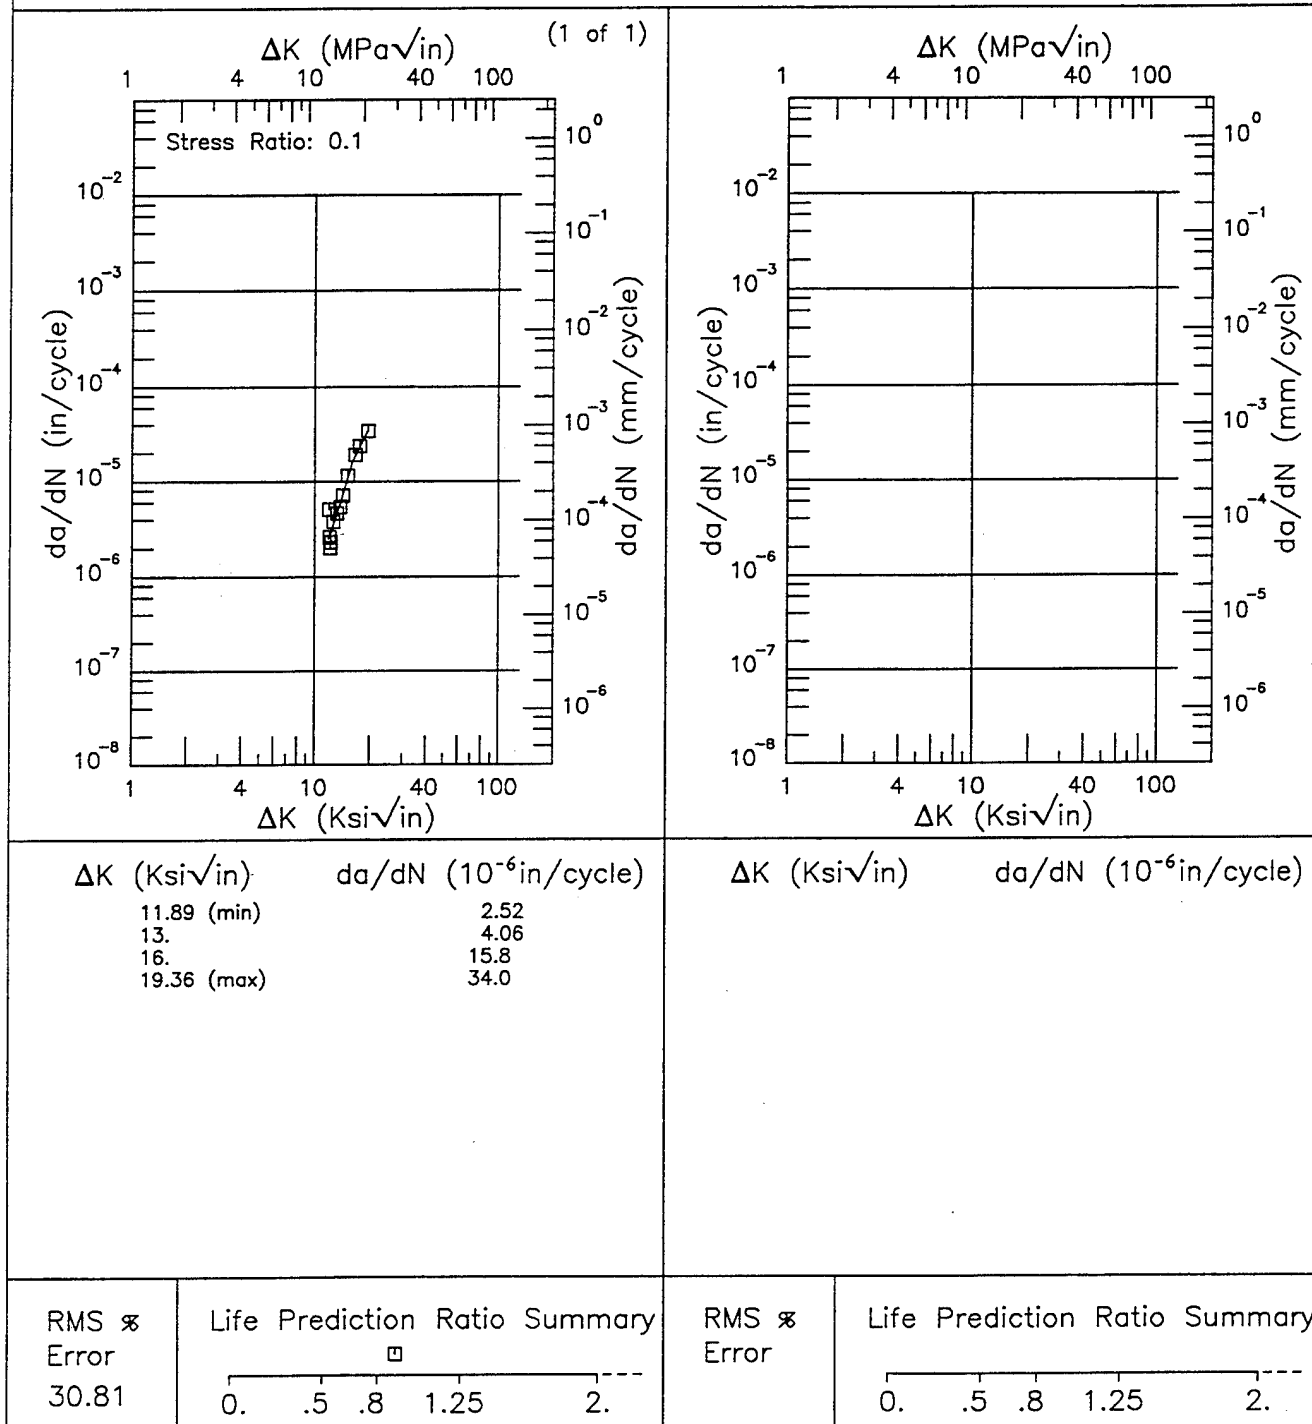 (1 of 1)
ΔK (MPa√in)
1 4 10 40 100
Stress Ratio: 0.1
da/dN (in/cycle)
10⁻²
10⁻³
10⁻⁴
10⁻⁵
10⁻⁶
10⁻⁷
10⁻⁸
10⁰
10⁻¹
10⁻²
10⁻³
10⁻⁴
10⁻⁵
10⁻⁶
da/dN (mm/cycle)
1 4 10 40 100
ΔK (Ksi√in)
ΔK (Ksi√in) da/dN (10⁻⁶in/cycle)
11.89 (min) 2.52
13. 4.06
16. 15.8
19.36 (max) 34.0
RMS %
Error
30.81
Life Prediction Ratio Summary
0. .5 .8 1.25 2.
ΔK (MPa√in)
1 4 10 40 100
da/dN (in/cycle)
10⁻²
10⁻³
10⁻⁴
10⁻⁵
10⁻⁶
10⁻⁷
10⁻⁸
10⁰
10⁻¹
10⁻²
10⁻³
10⁻⁴
10⁻⁵
10⁻⁶
da/dN (mm/cycle)
1 4 10 40 100
ΔK (Ksi√in)
ΔK (Ksi√in) da/dN (10⁻⁶in/cycle)
RMS %
Error
Life Prediction Ratio Summary
0. .5 .8 1.25 2.